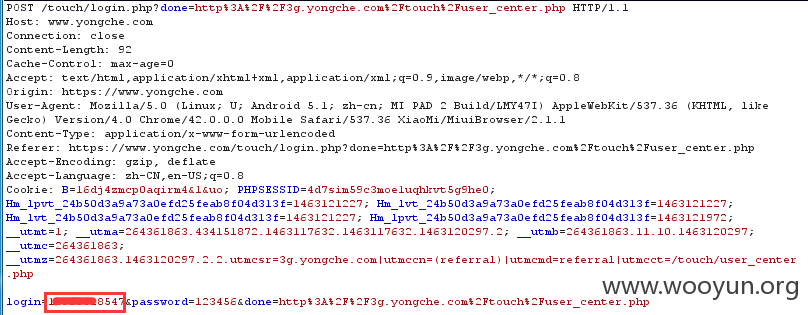 POST /touch/login.php?done=http%3A%2F%2F3g.yongche.com%2Ftouch%2Fuser_center.php HTTP/1.1
Host: www.yongche.com
Connection: close
Content-Length: 92
Cache-Control: max-age=0
Accept: text/html,application/xhtml+xml,application/xml;q=0.9,image/webp,*/*;q=0.8
Origin: https://www.yongche.com
User-Agent: Mozilla/5.0 (Linux; U; Android 5.1; zh-cn; MI PAD 2 Build/LMY47I) AppleWebKit/537.36 (KHTML, like
Gecko) Version/4.0 Chrome/42.0.0.0 Mobile Safari/537.36 XiaoMi/MiuiBrowser/2.1.1
Content-Type: application/x-www-form-urlencoded
Referer: https://www.yongche.com/touch/login.php?done=http%3A%2F%2F3g.yongche.com%2Ftouch%2Fuser_center.php
Accept-Encoding: gzip, deflate
Accept-Language: zh-CN,en-US;q=0.8
Cookie: B=16dj4zmcp0aqirm4&1&uo; PHPSESSID=4d7sim59c3moeluqhkvt5g9he0;
Hm_lpvt_24b50d3a9a73a0efd25feab8f04d313f=1463121227; Hm_lvt_24b50d3a9a73a0efd25feab8f04d313f=1463121227;
Hm_lvt_24b50d3a9a73a0efd25feab8f04d313f=1463121227; Hm_lpvt_24b50d3a9a73a0efd25feab8f04d313f=1463121972;
__utmt=1; __utma=264361863.434151872.1463117632.1463117632.1463120297.2; __utmb=264361863.11.10.1463120297;
__utmc=264361863;
__utmz=264361863.1463120297.2.2.utmcsr=3g.yongche.com|utmccn=(referral)|utmcmd=referral|utmcct=/touch/user_center
.php
www.wooyun.org
login=8547&password=123456&done=http%3A%2F%2F3g.yongche.com%2Ftouch%2Fuser_center.php